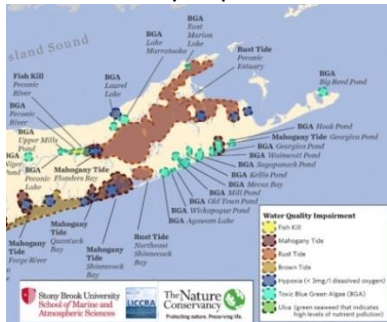 Island Sound
BGA
East
Marion
Lake
BGA
Lake
Marratooka
Rust Tide
Peconic
Estuary
BGA
Laurel
Lake
Fish Kill
Peconic
River
BGA
Big Reed Pond
BGA
Peconic
River
BGA
Upper Mills
Pond
BGA
Pond
BGA Hook Pond
Mahogany Tide Georgica Pond
BGA Georgica Pond
BGA Wainscott Pond
BGA Sagaponack Pond
BGA Kellis Pond
BGA Mecox Bay
BGA Mill Pond
BGA Old Town Pond
BGA Wickapogue Pond
BGA Agawam Lake
BGA
Peconic
Lake
Mahogany Tide
Flanders Bay
Mahogany
Tide
Forge River
Mahogany
Tide
Quantuck
Bay
Mahogany
Tide
Shinnecock
Bay
Rust Tide
Northeast
Shinnecock
Bay
Water Quality Impairment
Fish Kill
Mahogany Tide
Rust Tide
Brown Tide
Hypoxia (< 3mg/l dissolved oxygen)
Toxic Blue Green Algae (BGA)
Ulva (green seaweed that indicates
high levels of nutrient pollution)
Stony Brook University
School of Marine and
Atmospheric Sciences
LICCRA
The Nature
Conservancy
Protecting nature. Preserving life.